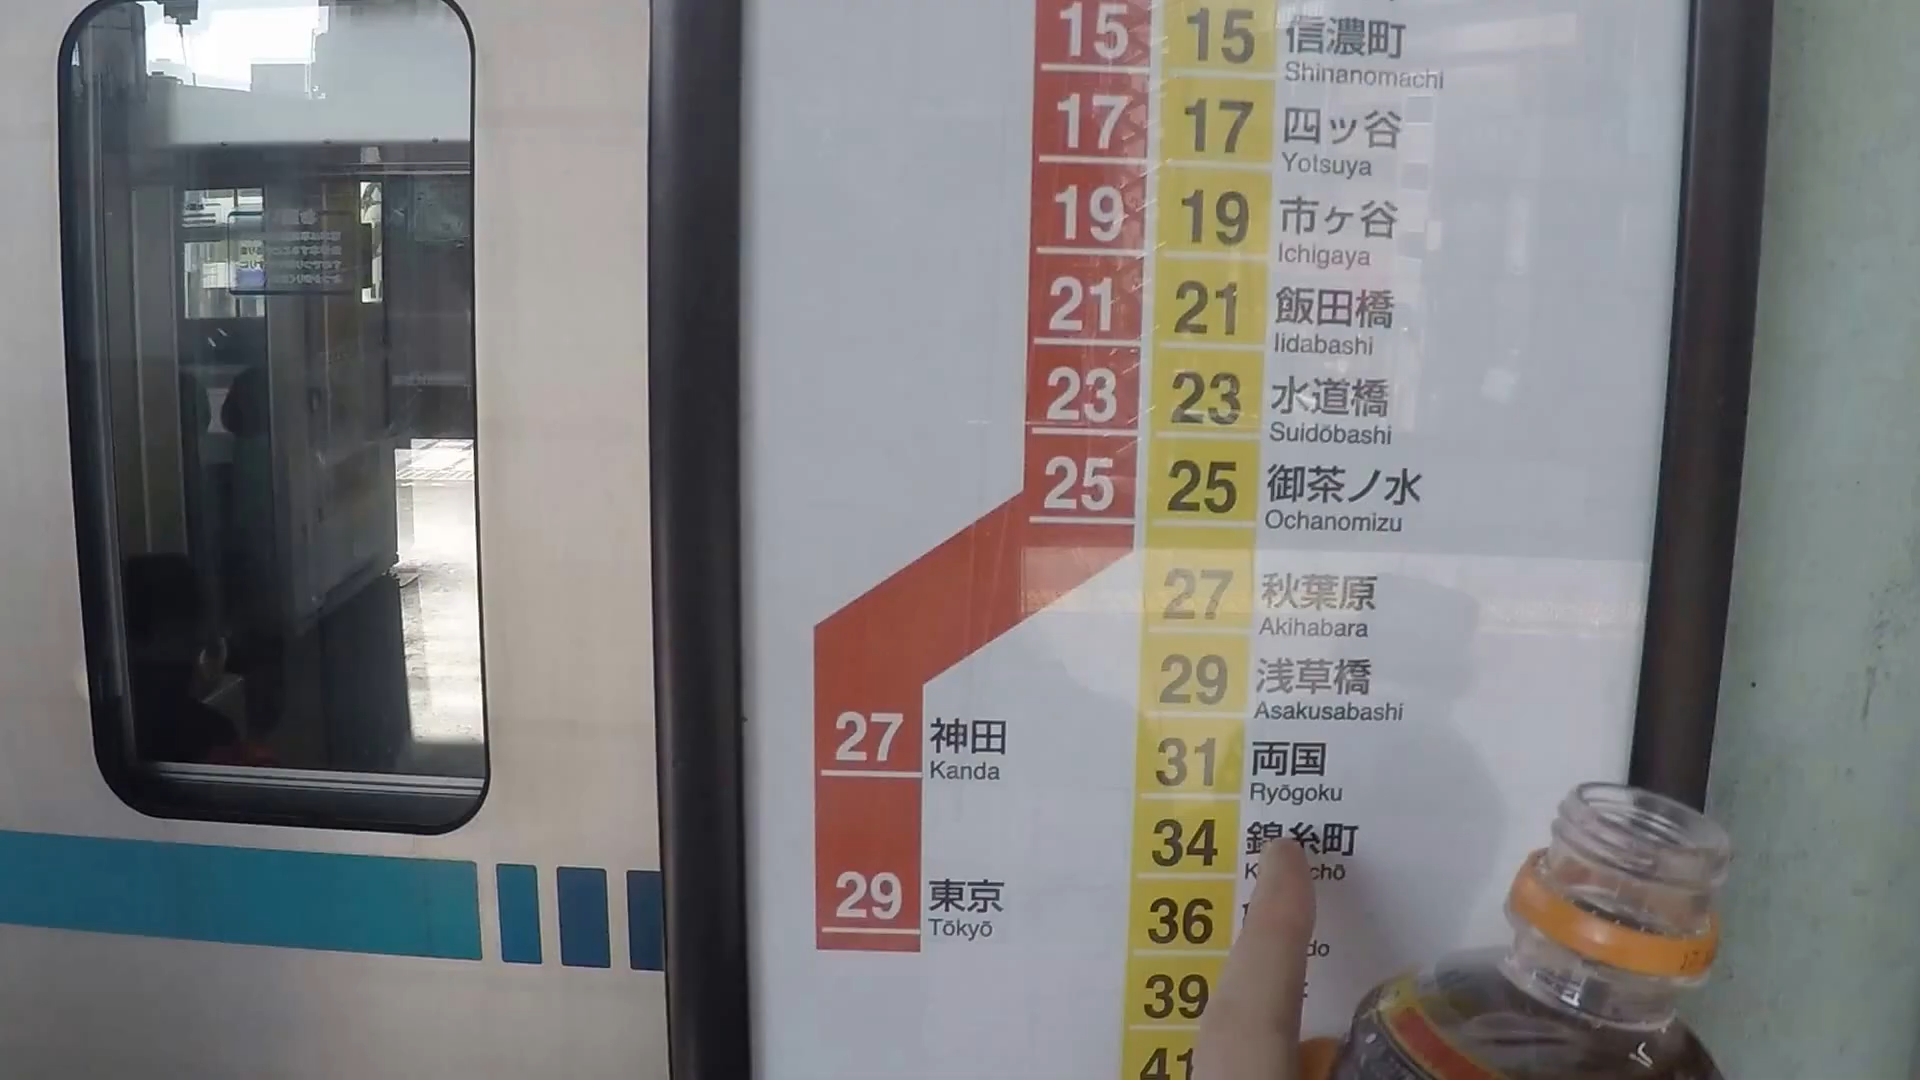 15 15 信濃町
Shinanomachi
17 17 四ッ谷
Yotsuya
19 19 市ヶ谷
Ichigaya
21 21 飯田橋
Iidabashi
23 23 水道橋
Suidōbashi
25 25 御茶ノ水
Ochanomizu
27 秋葉原
Akihabara
29 浅草橋
Asakusabashi
27 神田
Kanda
31 両国
Ryōgoku
34 錦糸町
29 東京
Tōkyō
36
39
41